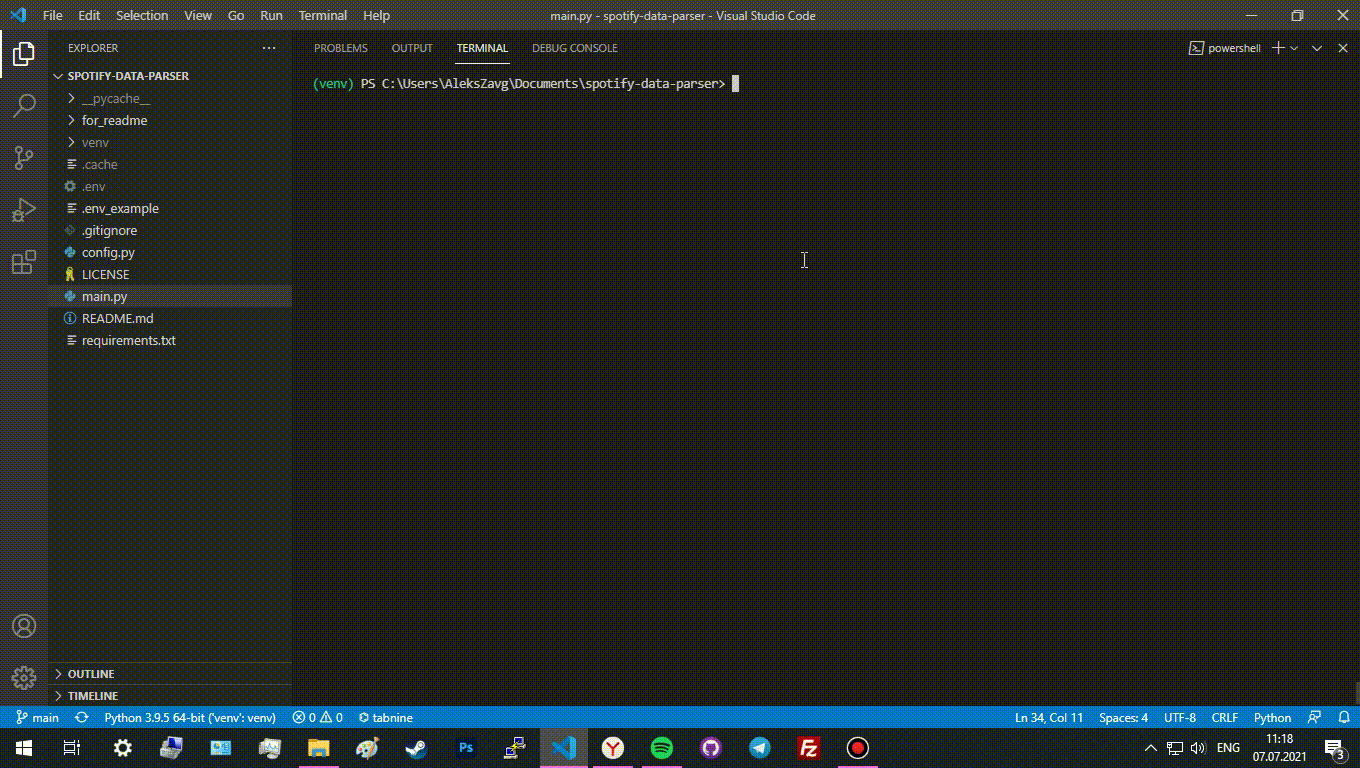 File Edit Selection View Go Run Terminal Help
main.py - spotify-data-parser - Visual Studio Code
EXPLORER
SPOTIFY-DATA-PARSER
__pycache__
for_readme
venv
.cache
.env
.env_example
.gitignore
config.py
LICENSE
main.py
README.md
requirements.txt
OUTLINE
TIMELINE
PROBLEMS OUTPUT TERMINAL DEBUG CONSOLE
powershell
(venv) PS C:\Users\AleksZavg\Documents\spotify-data-parser>
main Python 3.9.5 64-bit ('venv': venv) 0 0 tabnine
Ln 34, Col 11 Spaces: 4 UTF-8 CRLF Python
Ps
Y
Fz
ENG
11:18
07.07.2021
3